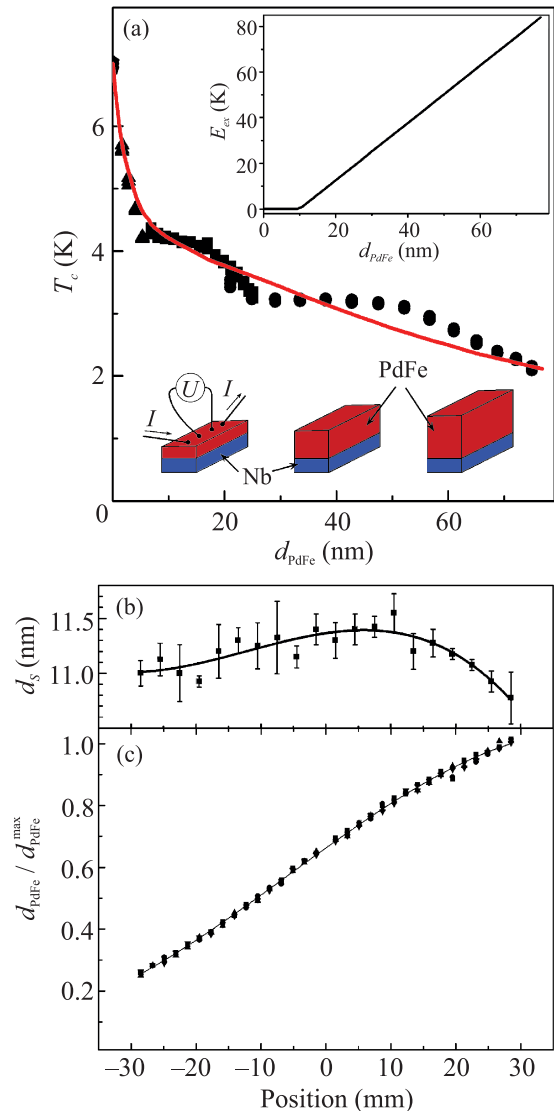 (a)
80
60
40
20
0
E_ex (K)
0 20 40 60
d_PdFe (nm)
6
4
2
0
T_c (K)
I U I
PdFe
Nb
20 40 60
d_PdFe (nm)
(b)
11.5
11.0
d_S (nm)
(c)
1.0
0.8
0.6
0.4
0.2
d_PdFe / d_PdFe^max
−30 −20 −10 0 10 20 30
Position (mm)